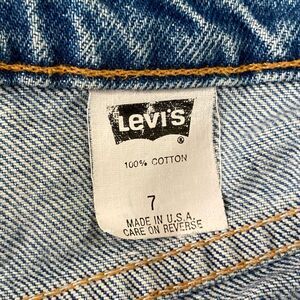 LEVI'S
®
100% COTTON
7
MADE IN U.S.A.
CARE ON REVERSE